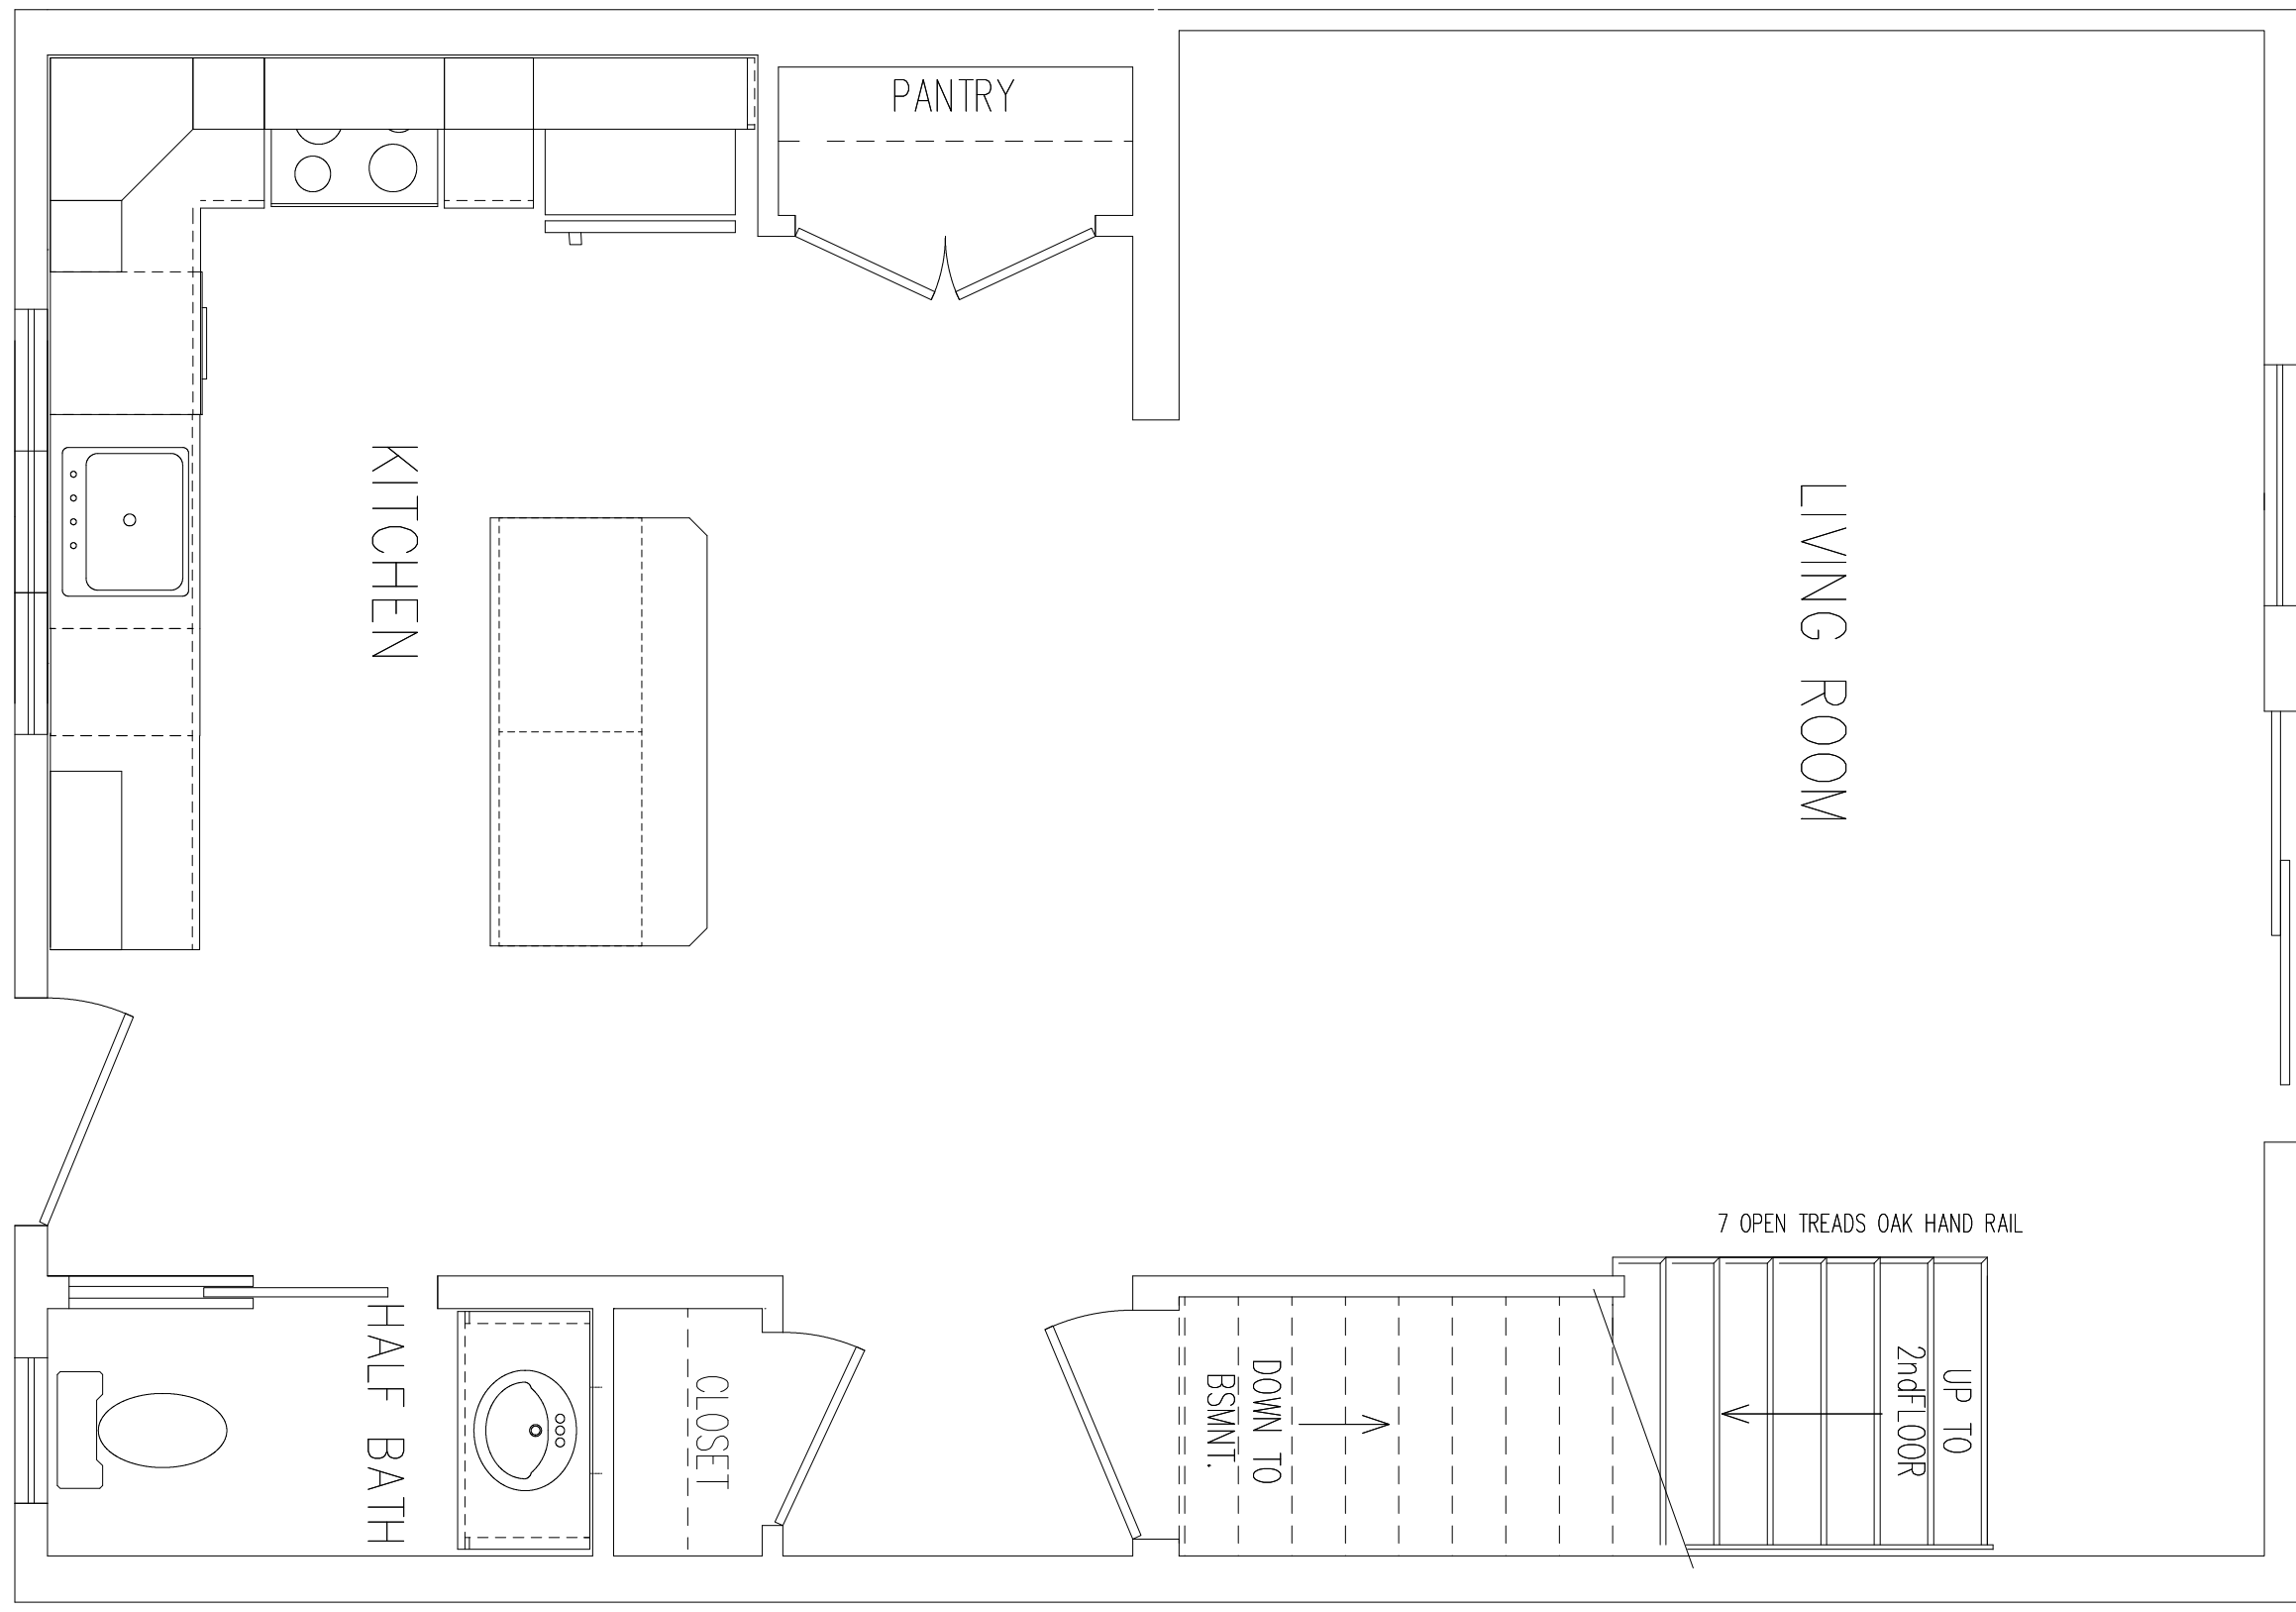 PANTRY
KITCHEN
LIVING ROOM
7 OPEN TREADS OAK HAND RAIL
HALF BATH
CLOSET
DOWN TO
BSMNT.
UP TO
2ndFLOOR